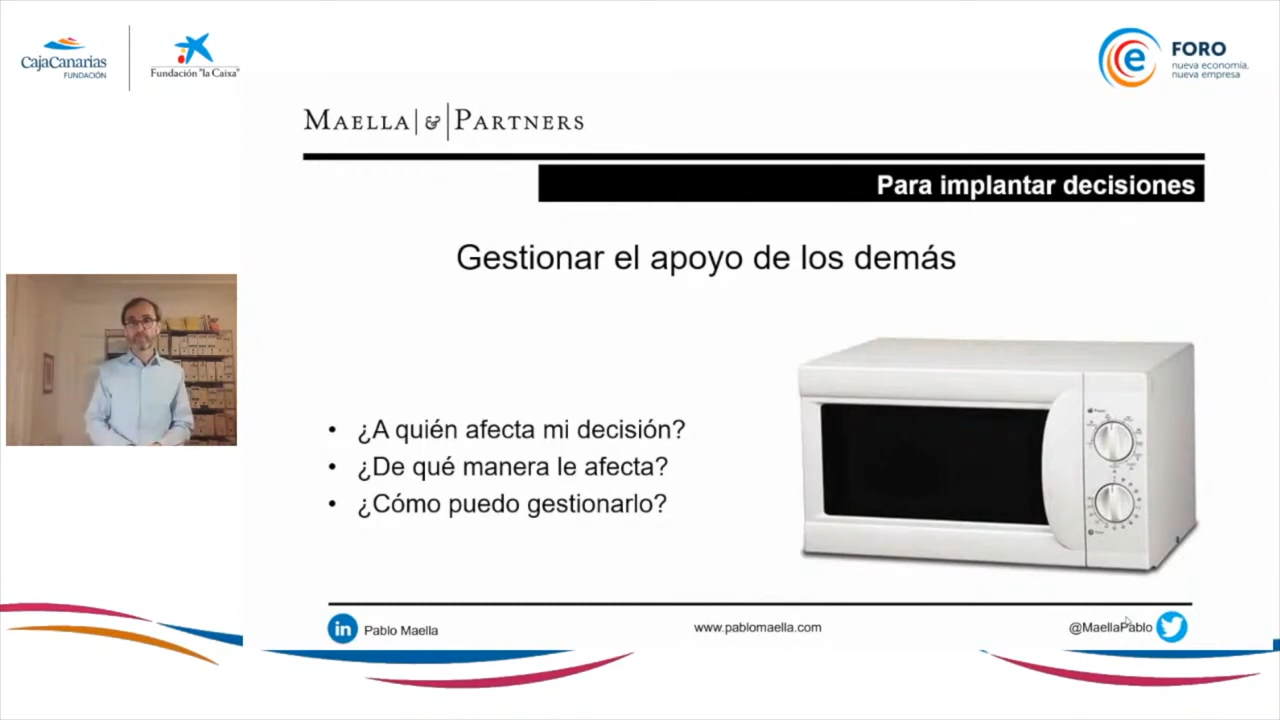 CajaCanarias
FUNDACIÓN
Fundación "la Caixa"
e
FORO
nueva economía,
nueva empresa
MAELLA & PARTNERS
Para implantar decisiones
Gestionar el apoyo de los demás
• ¿A quién afecta mi decisión?
• ¿De qué manera le afecta?
• ¿Cómo puedo gestionarlo?
in
Pablo Maella
www.pablomaella.com
@MaellaPablo